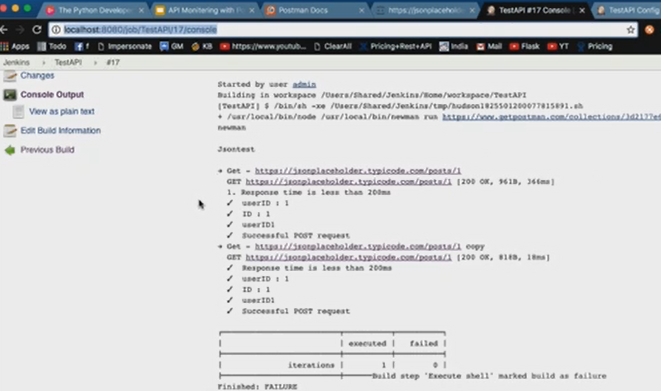 The Python Develope
API Monitering with P
Postman Docs
https://jsonplacehold
TestAPI #17 Console
TestAPI Config
localhost:8080/job/TestAPI/17/console
Apps Todo Impersonate GM KB https://www.youtub... ClearAll Pricing+Rest+API India Mail Flask YT Pricing
Jenkins TestAPI #17
Changes
Console Output
View as plain text
Edit Build Information
Previous Build
Started by user admin
Building in workspace /Users/Shared/Jenkins/Home/workspace/TestAPI
[TestAPI] $ /bin/sh -xe /Users/Shared/Jenkins/tmp/hudson1825501280077815891.sh
+ /usr/local/bin/node /usr/local/bin/newman run https://www.getpostman.com/collections/3d2177e
newman
Jsontest
→ Get - https://jsonplaceholder.typicode.com/posts/1
GET https://jsonplaceholder.typicode.com/posts/1 [200 OK, 961B, 366ms]
1. Response time is less than 200ms
✓ userID : 1
✓ ID : 1
✓ userID1
✓ Successful POST request
→ Get - https://jsonplaceholder.typicode.com/posts/1 copy
GET https://jsonplaceholder.typicode.com/posts/1 [200 OK, 818B, 18ms]
✓ Response time is less than 200ms
✓ userID : 1
✓ ID : 1
✓ userID1
✓ Successful POST request
executed failed
iterations 1 0
Build step 'Execute shell' marked build as failure
Finished: FAILURE